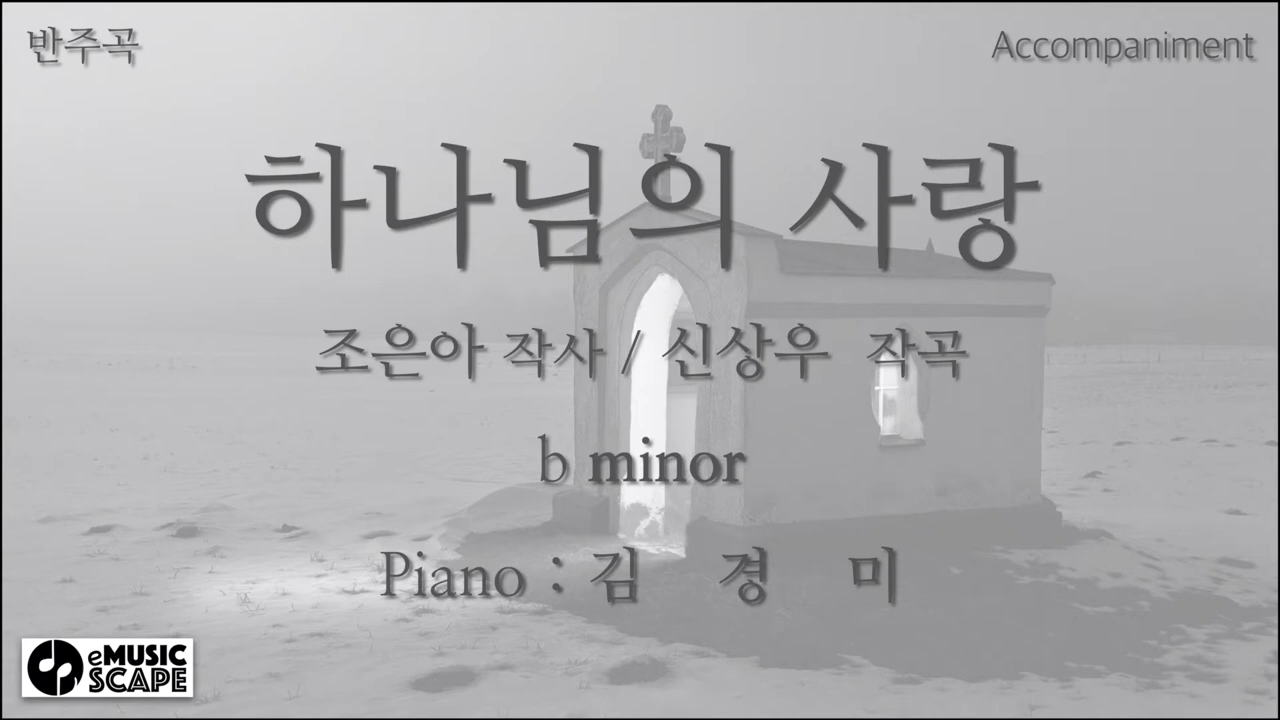 반주곡
Accompaniment
하나님의 사랑
조은아 작사 / 신상우 작곡
b minor
Piano : 김 경 미
eMUSIC
SCAPE